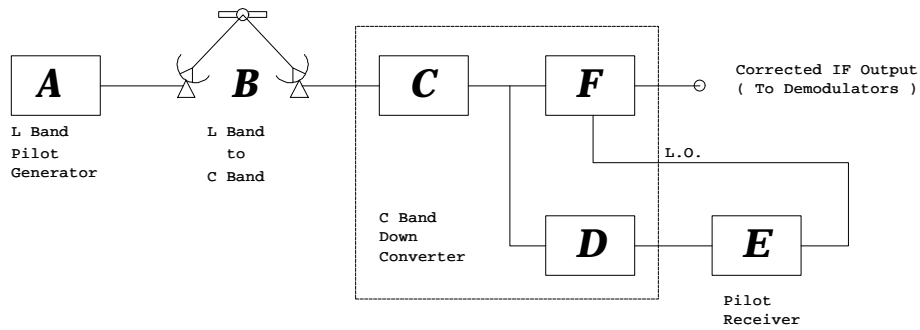 A
B
C
F
Corrected IF Output
( To Demodulators )
L Band
Pilot
Generator
L Band
to
C Band
L.O.
C Band
Down
Converter
D
E
Pilot
Receiver